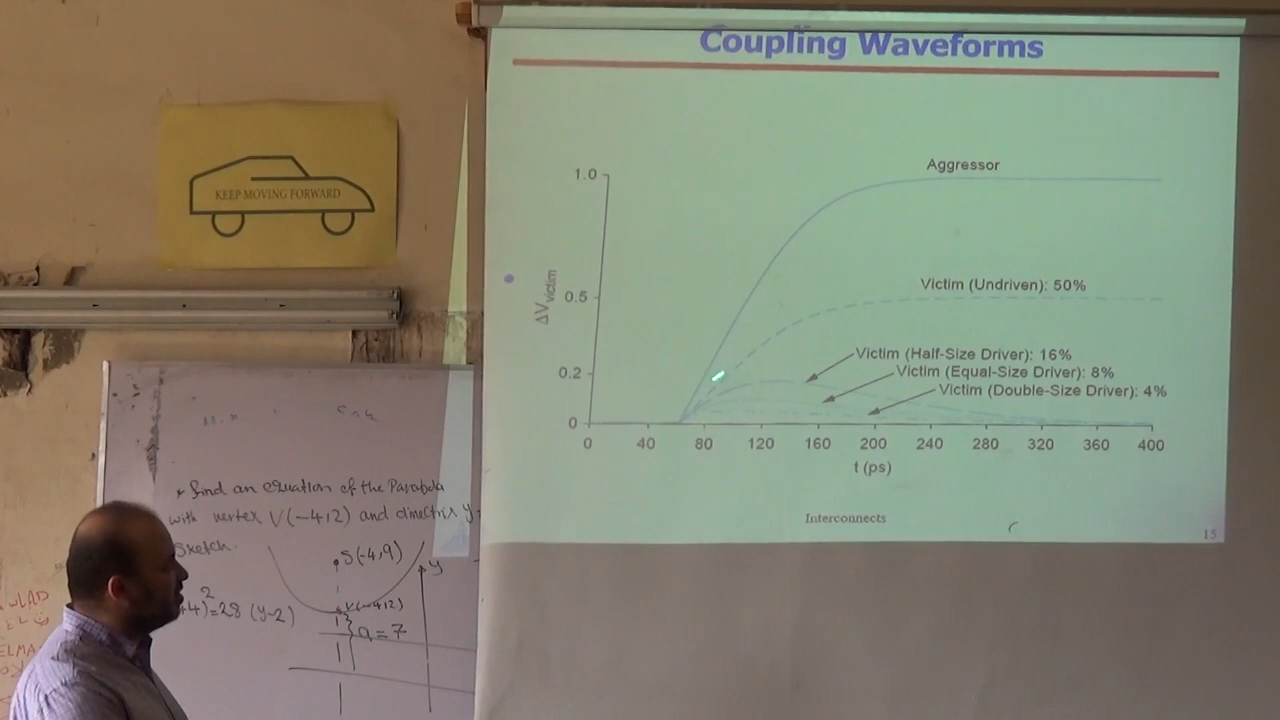 Coupling Waveforms
KEEP MOVING FORWARD
Aggressor
1.0
Victim (Undriven): 50%
ΔVvictim
0.5
Victim (Half-Size Driver): 16%
Victim (Equal-Size Driver): 8%
0.2
Victim (Double-Size Driver): 4%
0
0 40 80 120 160 200 240 280 320 360 400
t (ps)
Interconnects
15
* find an equation of the Parabola
with vertex V(-4,2) and directrix y
Sketch.
S(-4,9)
y
+4)²=28 (y-2)
V(-4,2)
a=7